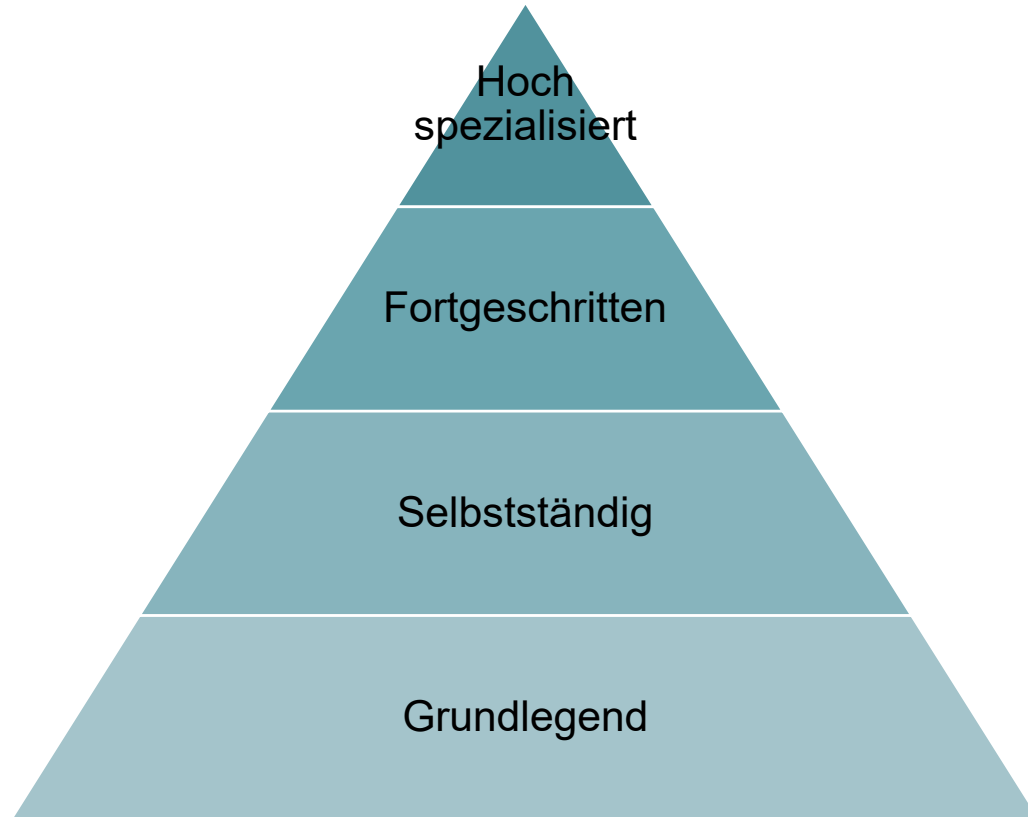 Hoch
spezialisiert
Fortgeschritten
Selbstständig
Grundlegend